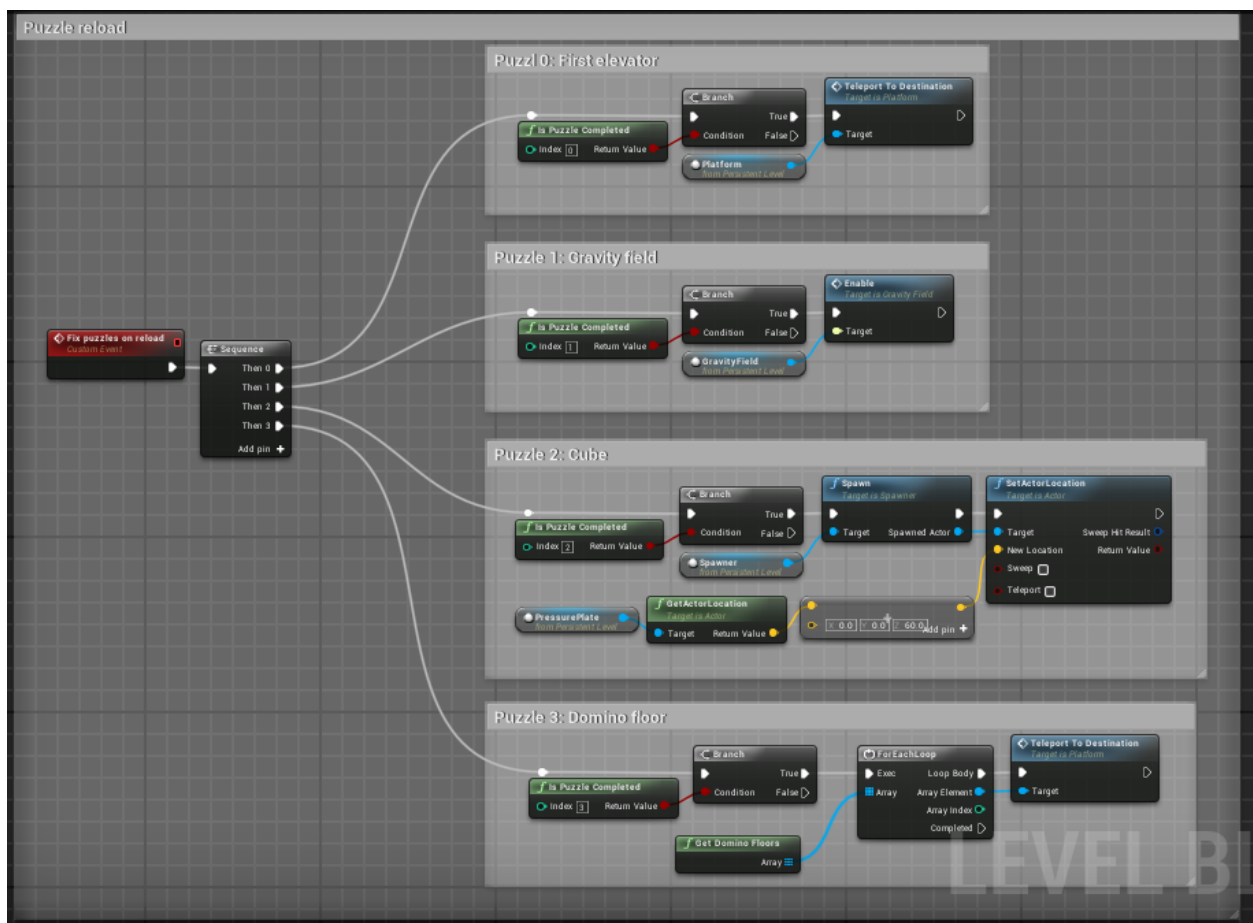 Puzzle reload
Puzzl 0: First elevator
Branch
True
Condition
False
Is Puzzle Completed
Index 0
Return Value
Platform
from Persistent Level
Teleport To Destination
Target is Platform
Target
Puzzle 1: Gravity field
Branch
True
Condition
False
Is Puzzle Completed
Index 1
Return Value
GravityField
from Persistent Level
Enable
Target is Gravity Field
Target
Fix puzzles on reload
Custom Event
Sequence
Then 0
Then 1
Then 2
Then 3
Add pin +
Puzzle 2: Cube
Branch
True
Condition
False
Is Puzzle Completed
Index 2
Return Value
Spawner
from Persistent Level
Spawn
Target is Spawner
Target
Spawned Actor
SetActorLocation
Target is Actor
Target
Sweep Hit Result
New Location
Return Value
Sweep
Teleport
PressurePlate
from Persistent Level
GetActorLocation
Target is Actor
Target
Return Value
X 0.0 Y 0.0 Z 60.0
Add pin +
Puzzle 3: Domino floor
Branch
True
Condition
False
Is Puzzle Completed
Index 3
Return Value
Get Domino Floors
Array
ForEachLoop
Exec
Loop Body
Array
Array Element
Array Index
Completed
Teleport To Destination
Target is Platform
Target
LEVEL BL